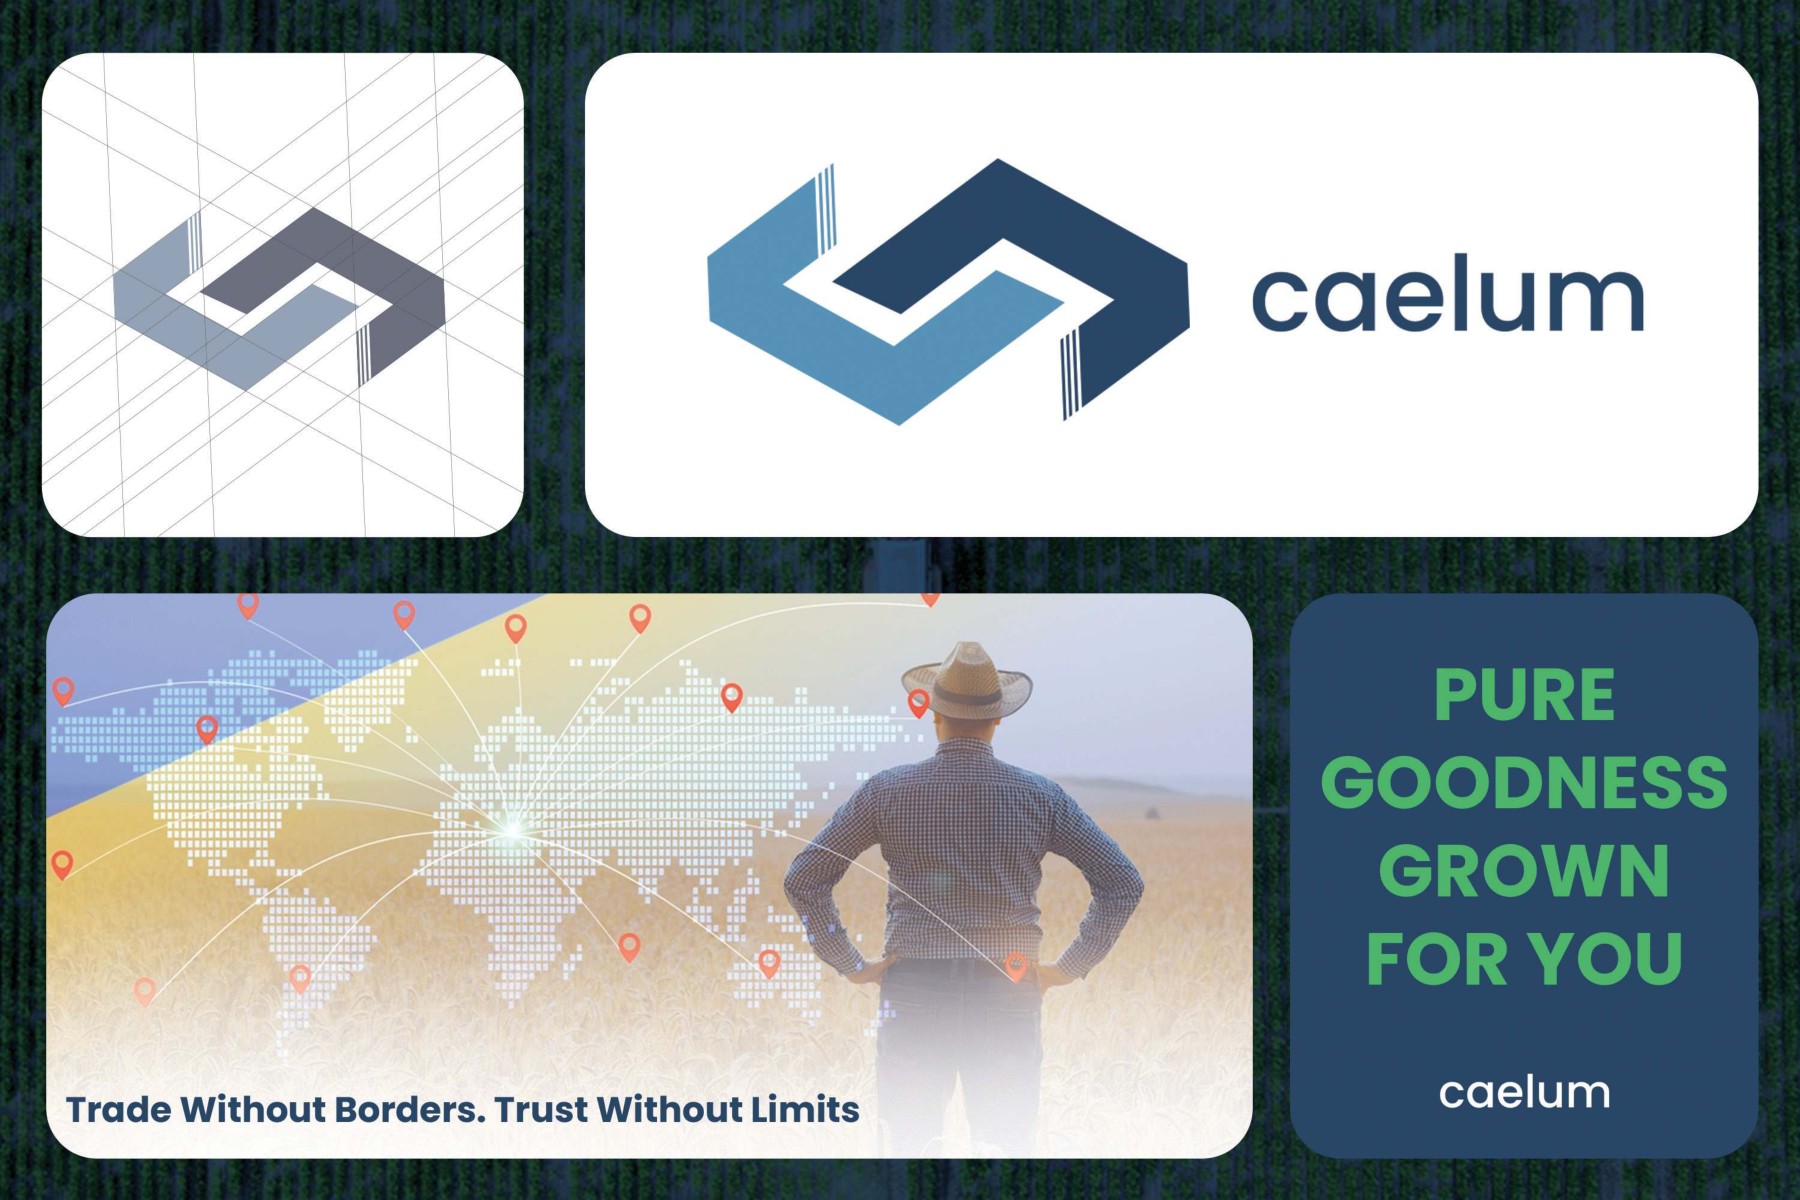 caelum
Trade Without Borders. Trust Without Limits
PURE
GOODNESS
GROWN
FOR YOU
caelum